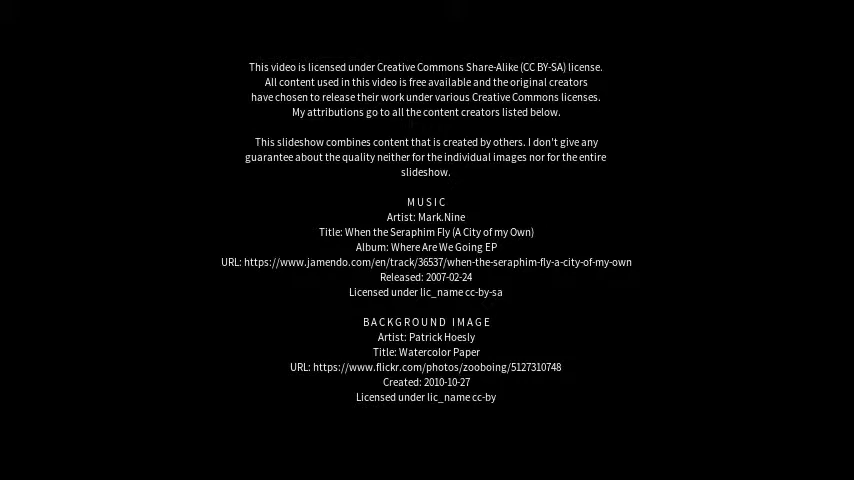 This video is licensed under Creative Commons Share-Alike (CC BY-SA) license.
All content used in this video is free available and the original creators
have chosen to release their work under various Creative Commons licenses.
My attributions go to all the content creators listed below.
This slideshow combines content that is created by others. I don't give any
guarantee about the quality neither for the individual images nor for the entire
slideshow.
MUSIC
Artist: Mark.Nine
Title: When the Seraphim Fly (A City of my Own)
Album: Where Are We Going EP
URL: https://www.jamendo.com/en/track/36537/when-the-seraphim-fly-a-city-of-my-own
Released: 2007-02-24
Licensed under lic_name cc-by-sa
BACKGROUND IMAGE
Artist: Patrick Hoesly
Title: Watercolor Paper
URL: https://www.flickr.com/photos/zooboing/5127310748
Created: 2010-10-27
Licensed under lic_name cc-by